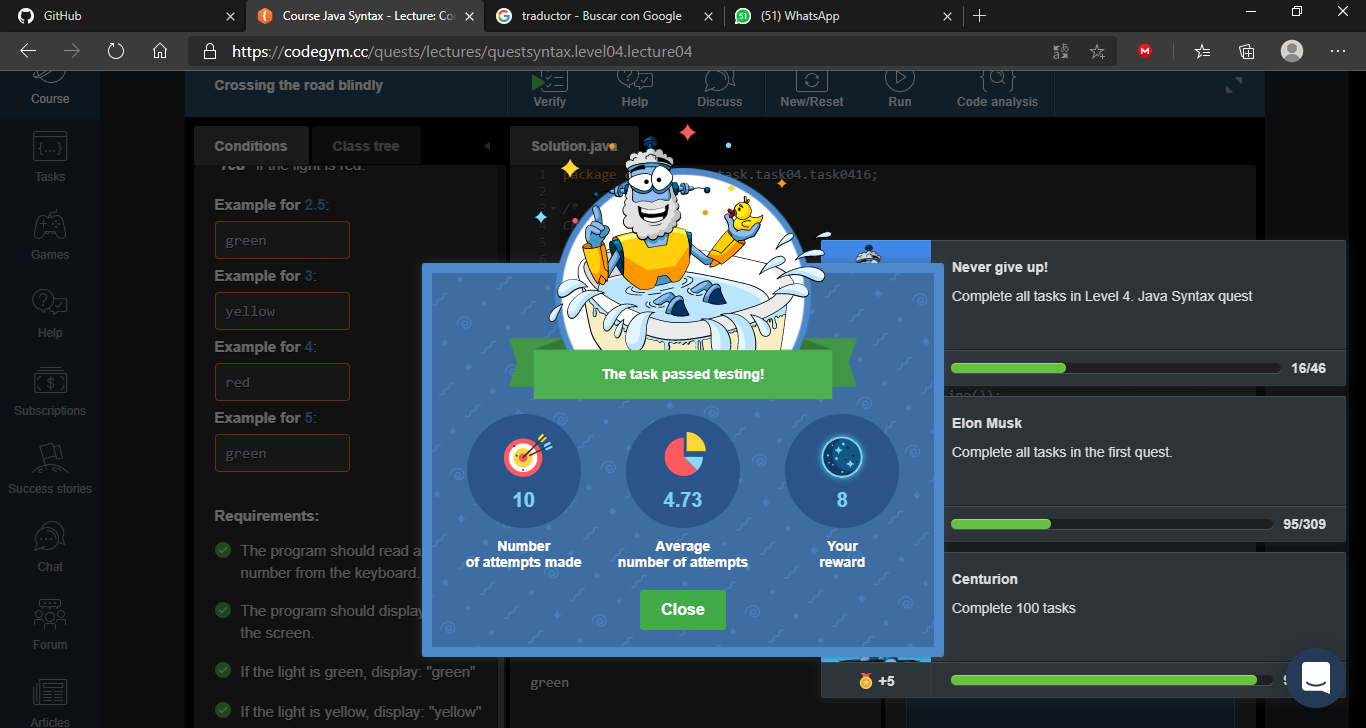 GitHub
Course Java Syntax - Lecture: Co
traductor - Buscar con Google
(51) WhatsApp
https://codegym.cc/quests/lectures/questsyntax.level04.lecture04
Course
Tasks
Games
Help
Subscriptions
Success stories
Chat
Forum
Articles
Crossing the road blindly
Verify
Help
Discuss
New/Reset
Run
Code analysis
Conditions
Class tree
Example for 2.5:
green
Example for 3:
yellow
Example for 4:
red
Example for 5:
green
Requirements:
The program should read a
number from the keyboard.
The program should display
the screen.
If the light is green, display: "green"
If the light is yellow, display: "yellow"
Solution.java
1 package
task.task04.task0416;
2
3 /*
4
5
green
The task passed testing!
10
Number
of attempts made
4.73
Average
number of attempts
8
Your
reward
Close
Never give up!
Complete all tasks in Level 4. Java Syntax quest
16/46
Elon Musk
Complete all tasks in the first quest.
95/309
Centurion
Complete 100 tasks
+5